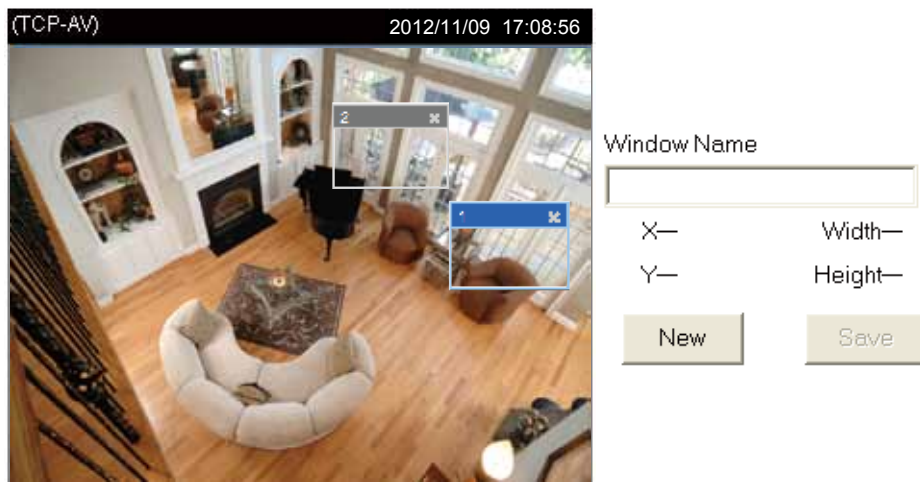 (TCP-AV) 2012/11/09 17:08:56
2
1
Window Name
X— Width—
Y— Height—
New Save